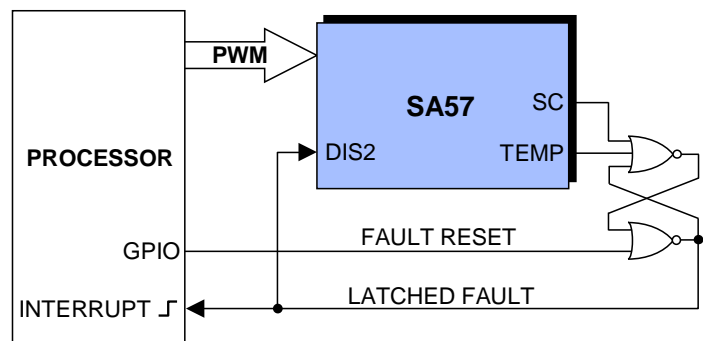 PWM
SA57
SC
PROCESSOR
DIS2
TEMP
GPIO
FAULT RESET
INTERRUPT
LATCHED FAULT